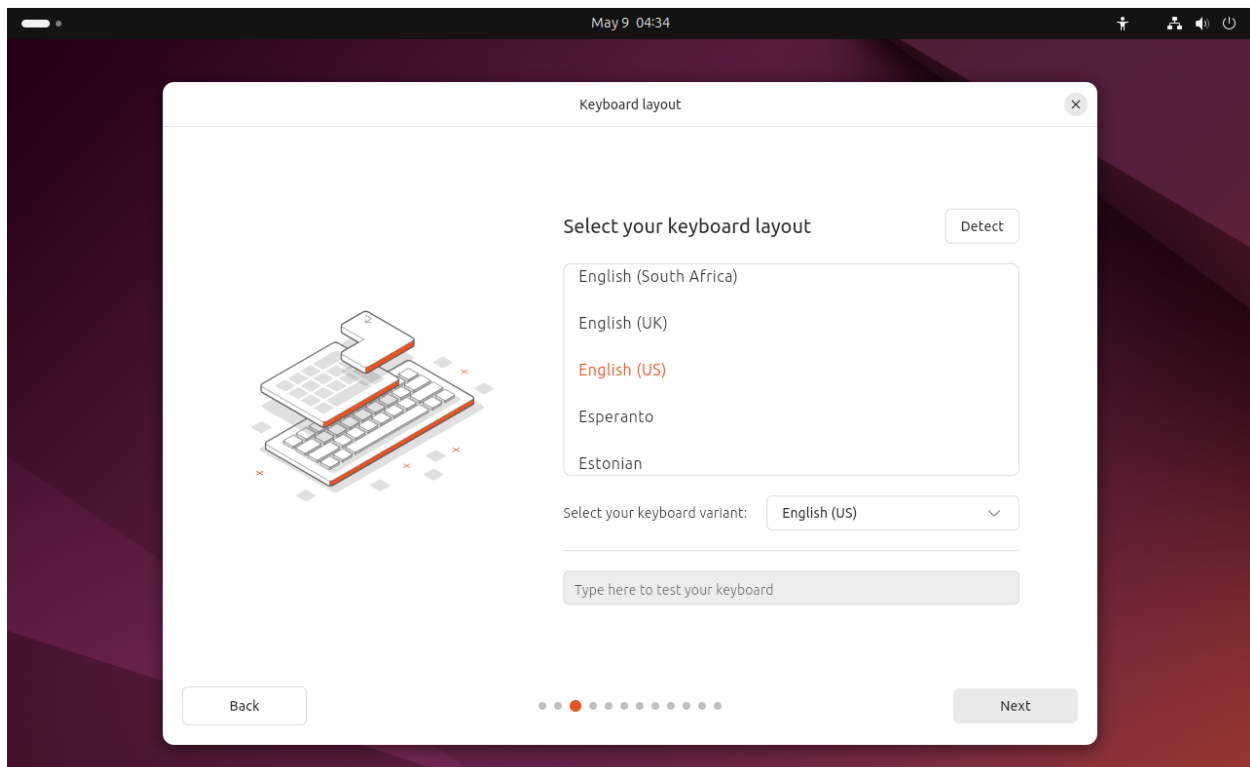 May 9 04:34
Keyboard layout
Select your keyboard layout
Detect
English (South Africa)
English (UK)
English (US)
Esperanto
Estonian
Select your keyboard variant: English (US)
Type here to test your keyboard
Back
Next